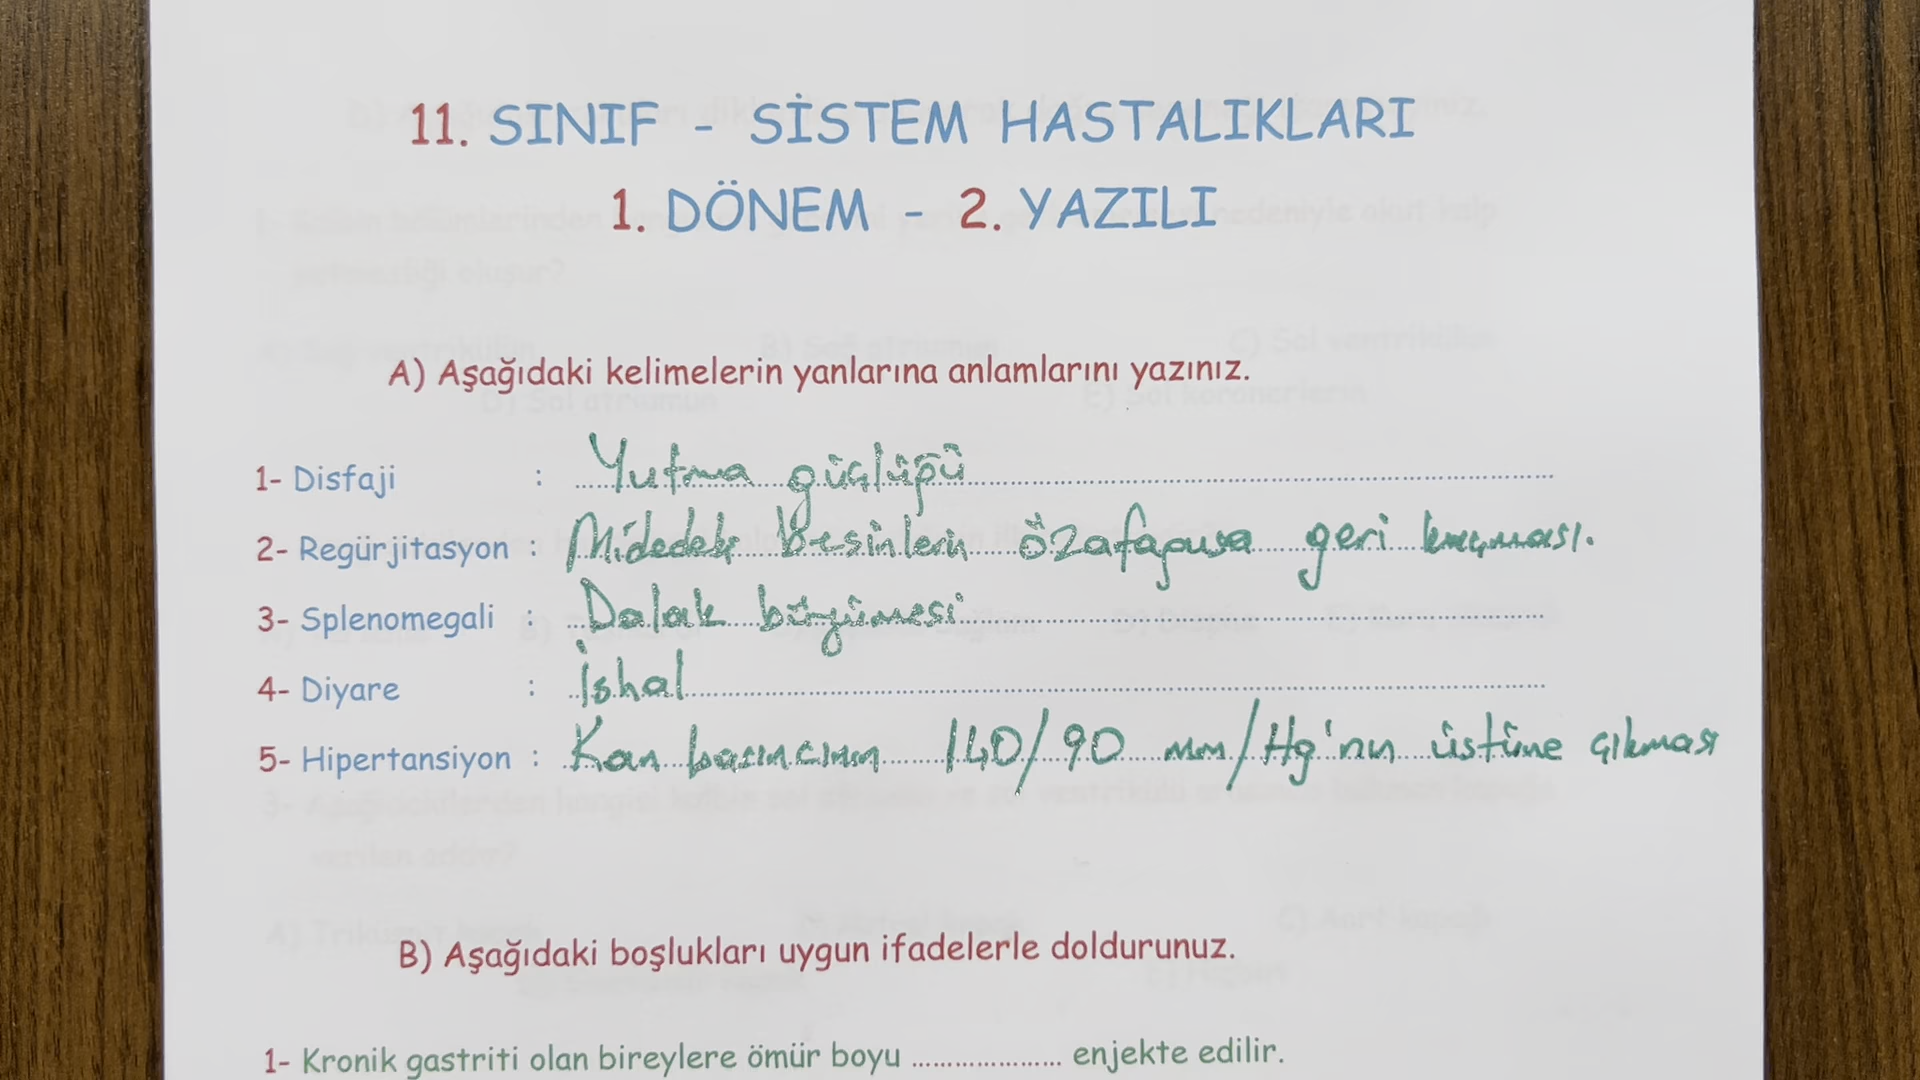 11. SINIF - SİSTEM HASTALIKLARI
1. DÖNEM - 2. YAZILI
A) Aşağıdaki kelimelerin yanlarına anlamlarını yazınız.
1- Disfaji : Yutma güçlüğü
2- Regürjitasyon : Midedeki besinlerin özafagusa geri kaçması.
3- Splenomegali : Dalak büyümesi
4- Diyare : İshal
5- Hipertansiyon : Kan basıncının 140/90 mm/Hg'nın üstüne çıkması
B) Aşağıdaki boşlukları uygun ifadelerle doldurunuz.
1- Kronik gastriti olan bireylere ömür boyu .................... enjekte edilir.